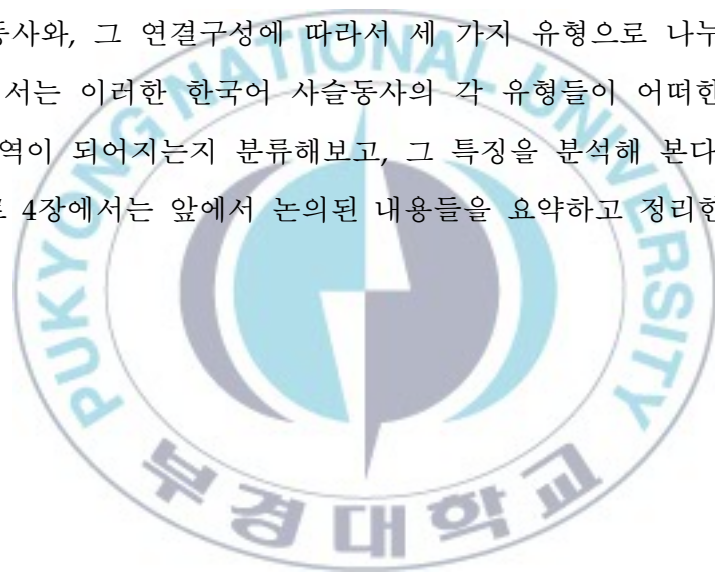 동사와, 그 연결구성에 따라서 세 가지 유형으로 나누
서는 이러한 한국어 사슬동사의 각 유형들이 어떠한
역이 되어지는지 분류해보고, 그 특징을 분석해 본다
4장에서는 앞에서 논의된 내용들을 요약하고 정리한
PUKYONG NATIONAL UNIVERSITY
부경대학교